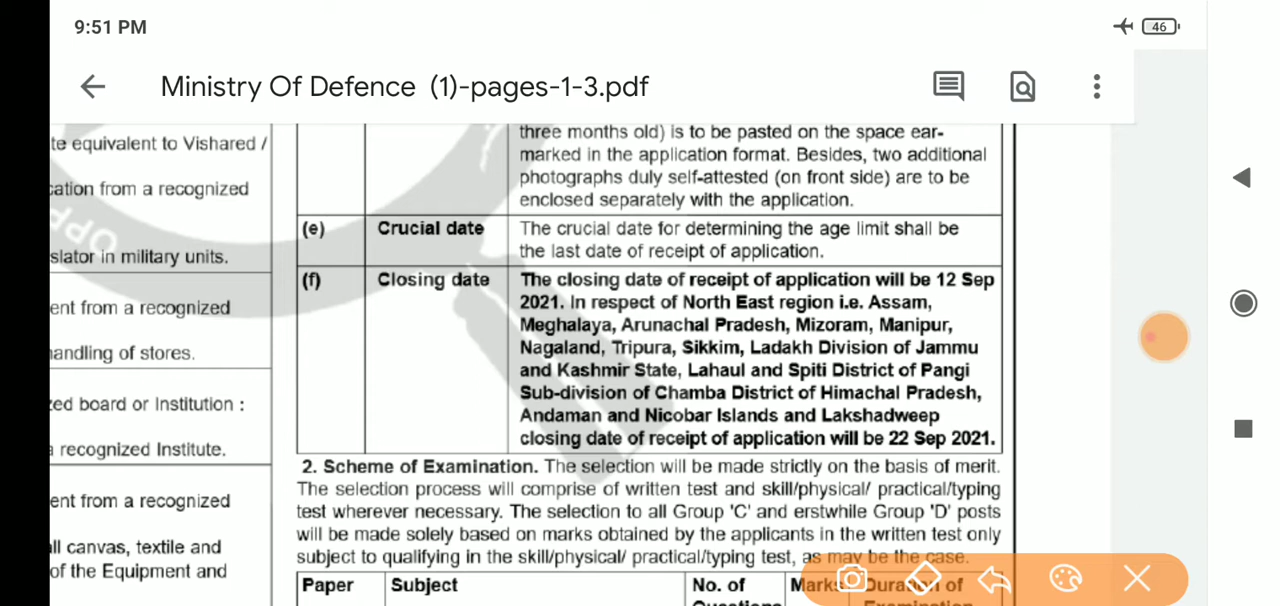 9:51 PM
46
Ministry Of Defence (1)-pages-1-3.pdf
te equivalent to Vishared /
cation from a recognized
slator in military units.
ent from a recognized
handling of stores.
zed board or Institution :
a recognized Institute.
ent from a recognized
all canvas, textile and
of the Equipment and
OPP
three months old) is to be pasted on the space ear-
marked in the application format. Besides, two additional
photographs duly self-attested (on front side) are to be
enclosed separately with the application.
(e) Crucial date The crucial date for determining the age limit shall be
the last date of receipt of application.
(f) Closing date The closing date of receipt of application will be 12 Sep
2021. In respect of North East region i.e. Assam,
Meghalaya, Arunachal Pradesh, Mizoram, Manipur,
Nagaland, Tripura, Sikkim, Ladakh Division of Jammu
and Kashmir State, Lahaul and Spiti District of Pangi
Sub-division of Chamba District of Himachal Pradesh,
Andaman and Nicobar Islands and Lakshadweep
closing date of receipt of application will be 22 Sep 2021.
2. Scheme of Examination. The selection will be made strictly on the basis of merit.
The selection process will comprise of written test and skill/physical/ practical/typing
test wherever necessary. The selection to all Group 'C' and erstwhile Group 'D' posts
will be made solely based on marks obtained by the applicants in the written test only
subject to qualifying in the skill/physical/ practical/typing test, as may be the case.
Paper Subject No. of Marks Duration of
Questions Examination